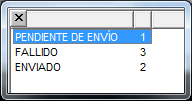 PENDIENTE DE ENVÍO 1
FALLIDO 3
ENVIADO 2